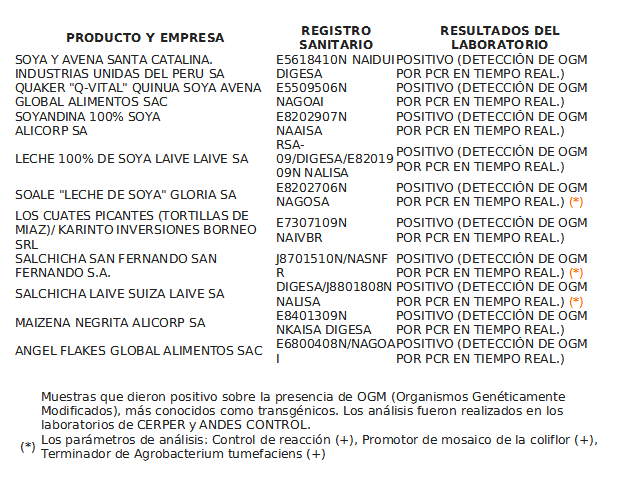 PRODUCTO Y EMPRESA
REGISTRO
SANITARIO
RESULTADOS DEL
LABORATORIO
SOYA Y AVENA SANTA CATALINA.
INDUSTRIAS UNIDAS DEL PERU SA
E5618410N NAIDUI
DIGESA
POSITIVO (DETECCIÓN DE OGM
POR PCR EN TIEMPO REAL.)
QUAKER "Q-VITAL" QUINUA SOYA AVENA
GLOBAL ALIMENTOS SAC
E5509506N
NAGOAI
POSITIVO (DETECCIÓN DE OGM
POR PCR EN TIEMPO REAL.)
SOYANDINA 100% SOYA
ALICORP SA
E8202907N
NAAISA
POSITIVO (DETECCIÓN DE OGM
POR PCR EN TIEMPO REAL.)
LECHE 100% DE SOYA LAIVE LAIVE SA
RSA-
09/DIGESA/E82019
09N NALISA
POSITIVO (DETECCIÓN DE OGM
POR PCR EN TIEMPO REAL.)
SOALE "LECHE DE SOYA" GLORIA SA
E8202706N
NAGOSA
POSITIVO (DETECCIÓN DE OGM
POR PCR EN TIEMPO REAL.) (*)
LOS CUATES PICANTES (TORTILLAS DE
MIAZ)/ KARINTO INVERSIONES BORNEO
SRL
E7307109N
NAIVBR
POSITIVO (DETECCIÓN DE OGM
POR PCR EN TIEMPO REAL.)
SALCHICHA SAN FERNANDO SAN
FERNANDO S.A.
J8701510N/NASNF
R
POSITIVO (DETECCIÓN DE OGM
POR PCR EN TIEMPO REAL.) (*)
SALCHICHA LAIVE SUIZA LAIVE SA
DIGESA/J8801808N
NALISA
POSITIVO (DETECCIÓN DE OGM
POR PCR EN TIEMPO REAL.) (*)
MAIZENA NEGRITA ALICORP SA
E8401309N
NKAISA DIGESA
POSITIVO (DETECCIÓN DE OGM
POR PCR EN TIEMPO REAL.)
ANGEL FLAKES GLOBAL ALIMENTOS SAC
E6800408N/NAGOA
I
POSITIVO (DETECCIÓN DE OGM
POR PCR EN TIEMPO REAL.)
Muestras que dieron positivo sobre la presencia de OGM (Organismos Genéticamente
Modificados), más conocidos como transgénicos. Los análisis fueron realizados en los
laboratorios de CERPER y ANDES CONTROL.
(*) Los parámetros de análisis: Control de reacción (+), Promotor de mosaico de la coliflor (+),
Terminador de Agrobacterium tumefaciens (+)